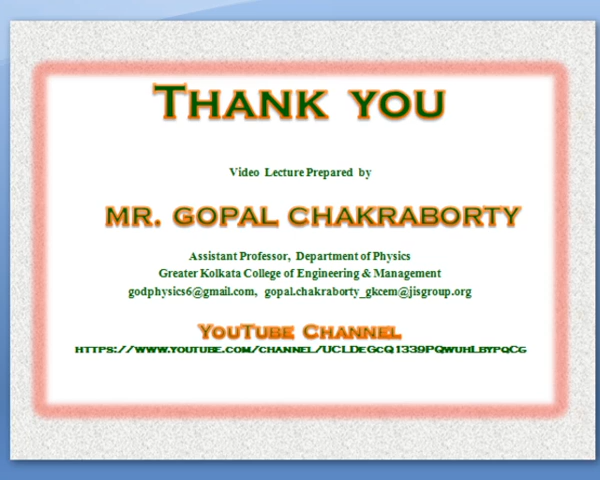 THANK YOU
Video Lecture Prepared by
MR. GOPAL CHAKRABORTY
Assistant Professor, Department of Physics
Greater Kolkata College of Engineering & Management
godphysics6@gmail.com, gopal.chakraborty_gkcem@jisgroup.org
YOUTUBE CHANNEL
HTTPS://WWW.YOUTUBE.COM/CHANNEL/UCLDEGCQ1339PQWUHLBYPQCG